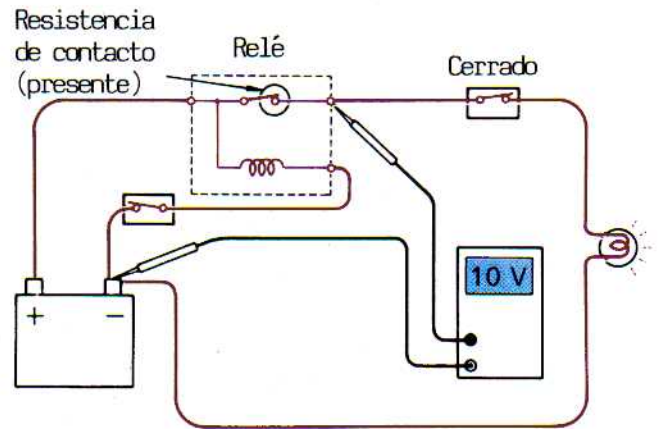 Resistencia
de contacto
(presente)
Relé
Cerrado
10 V
+ −